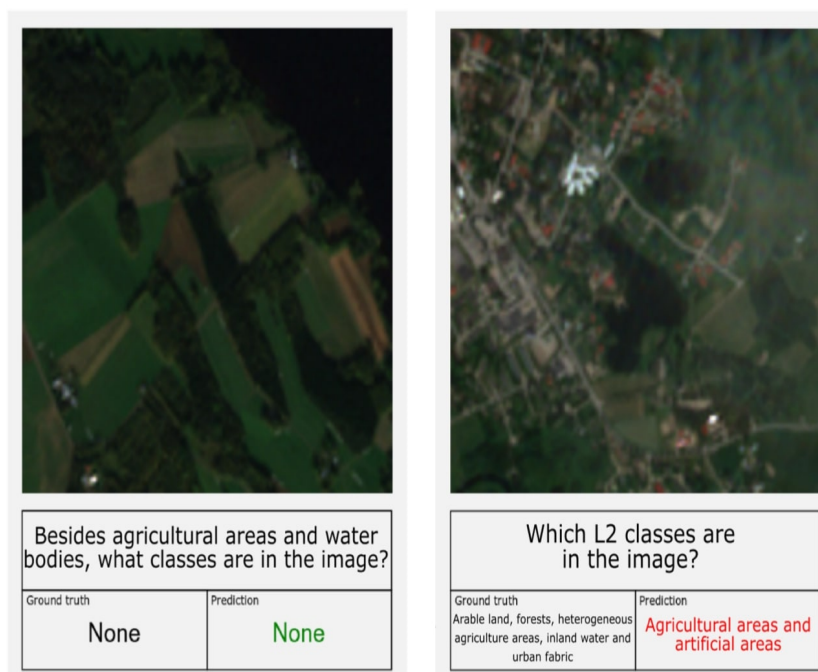 Besides agricultural areas and water
bodies, what classes are in the image?
Ground truth
None
Prediction
None
Which L2 classes are
in the image?
Ground truth
Arable land, forests, heterogeneous
agriculture areas, inland water and
urban fabric
Prediction
Agricultural areas and
artificial areas